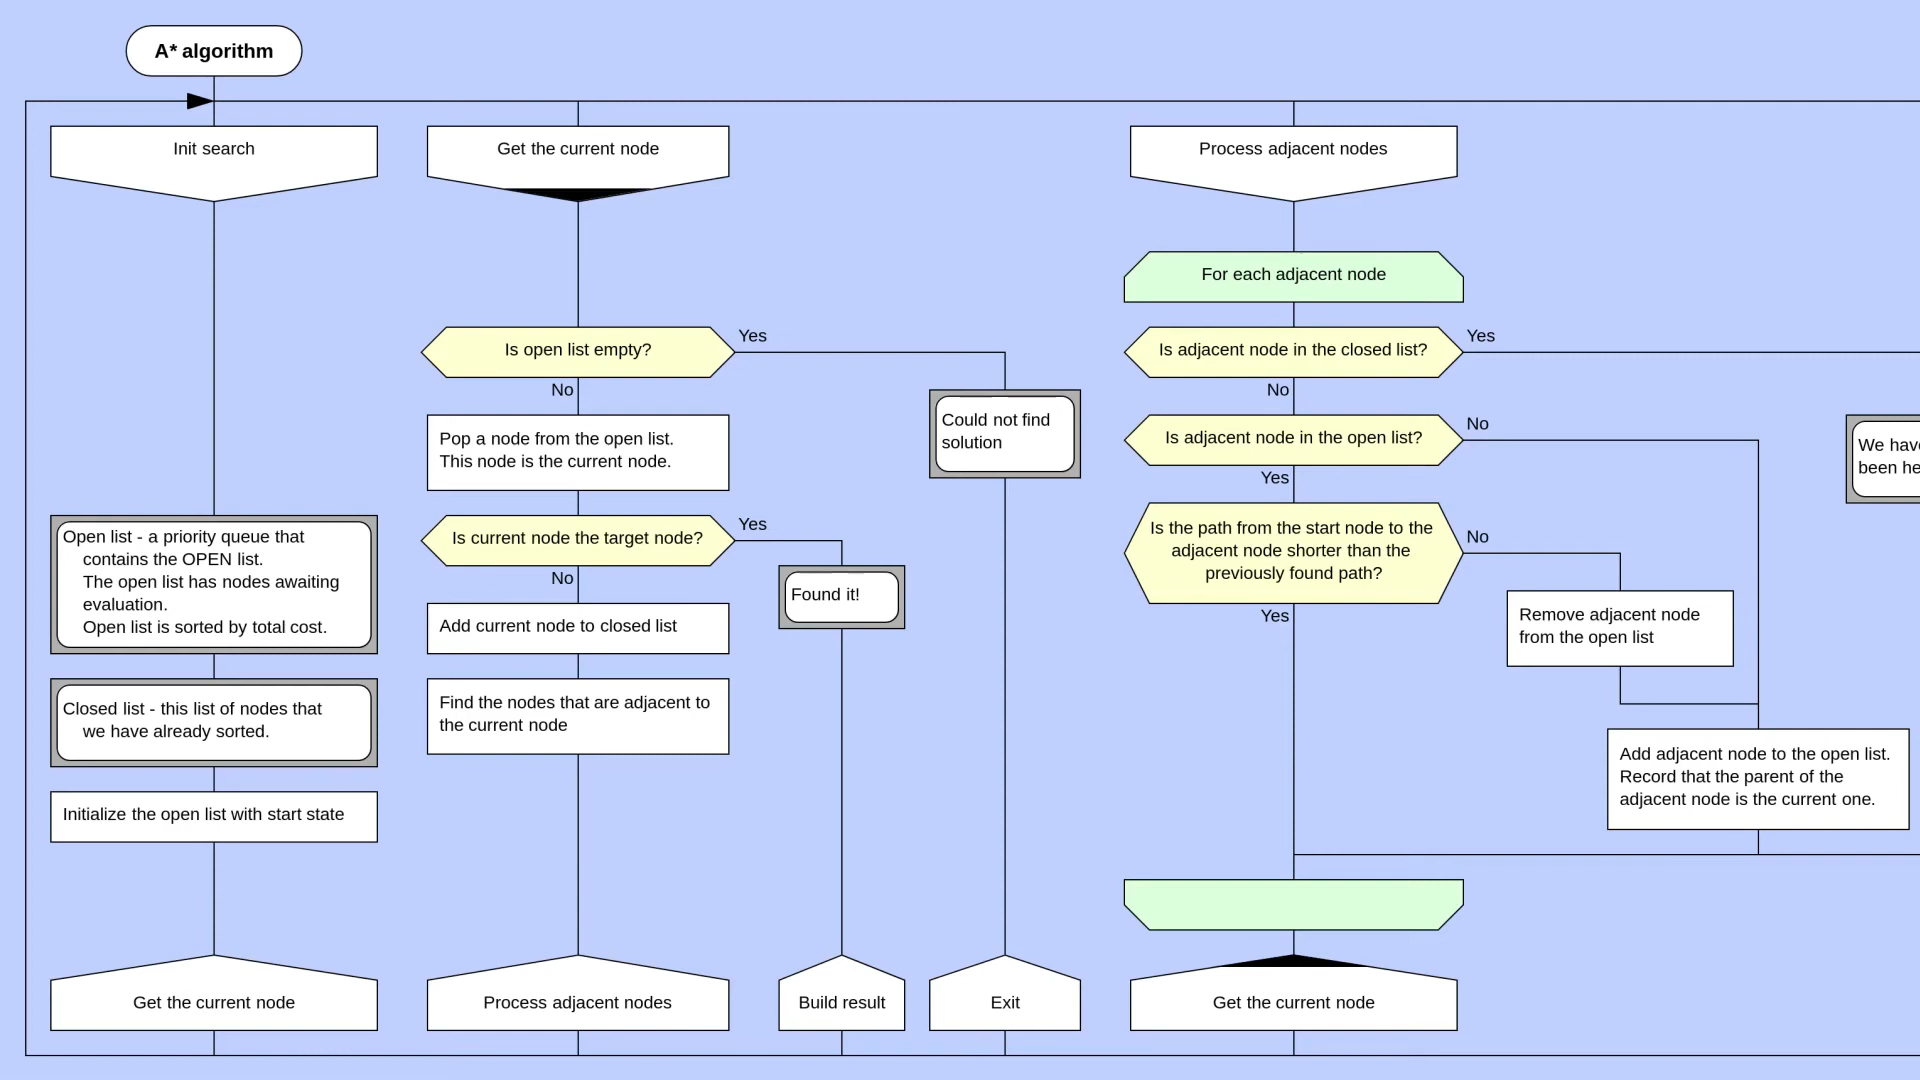 A* algorithm
Init search
Open list - a priority queue that
contains the OPEN list.
The open list has nodes awaiting
evaluation.
Open list is sorted by total cost.
Closed list - this list of nodes that
we have already sorted.
Initialize the open list with start state
Get the current node
Get the current node
Is open list empty?
Yes
No
Pop a node from the open list.
This node is the current node.
Is current node the target node?
Yes
No
Add current node to closed list
Find the nodes that are adjacent to
the current node
Process adjacent nodes
Found it!
Build result
Could not find
solution
Exit
Process adjacent nodes
For each adjacent node
Is adjacent node in the closed list?
Yes
No
Is adjacent node in the open list?
No
Yes
Is the path from the start node to the
adjacent node shorter than the
previously found path?
No
Yes
Remove adjacent node
from the open list
Add adjacent node to the open list.
Record that the parent of the
adjacent node is the current one.
Get the current node
We
been